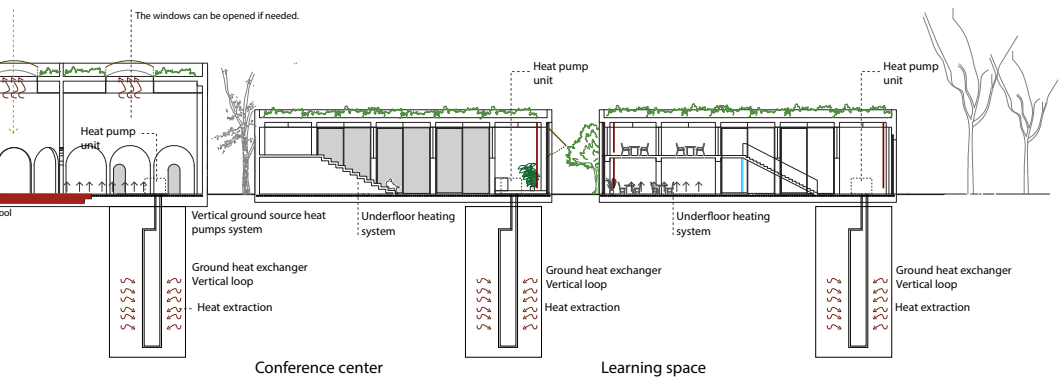 The windows can be opened if needed.
Heat pump
unit
Heat pump
unit
Heat pump
unit
ool
Vertical ground source heat
pumps system
Underfloor heating
system
Underfloor heating
system
Ground heat exchanger
Vertical loop
Heat extraction
Ground heat exchanger
Vertical loop
Heat extraction
Ground heat exchanger
Vertical loop
Heat extraction
Conference center
Learning space